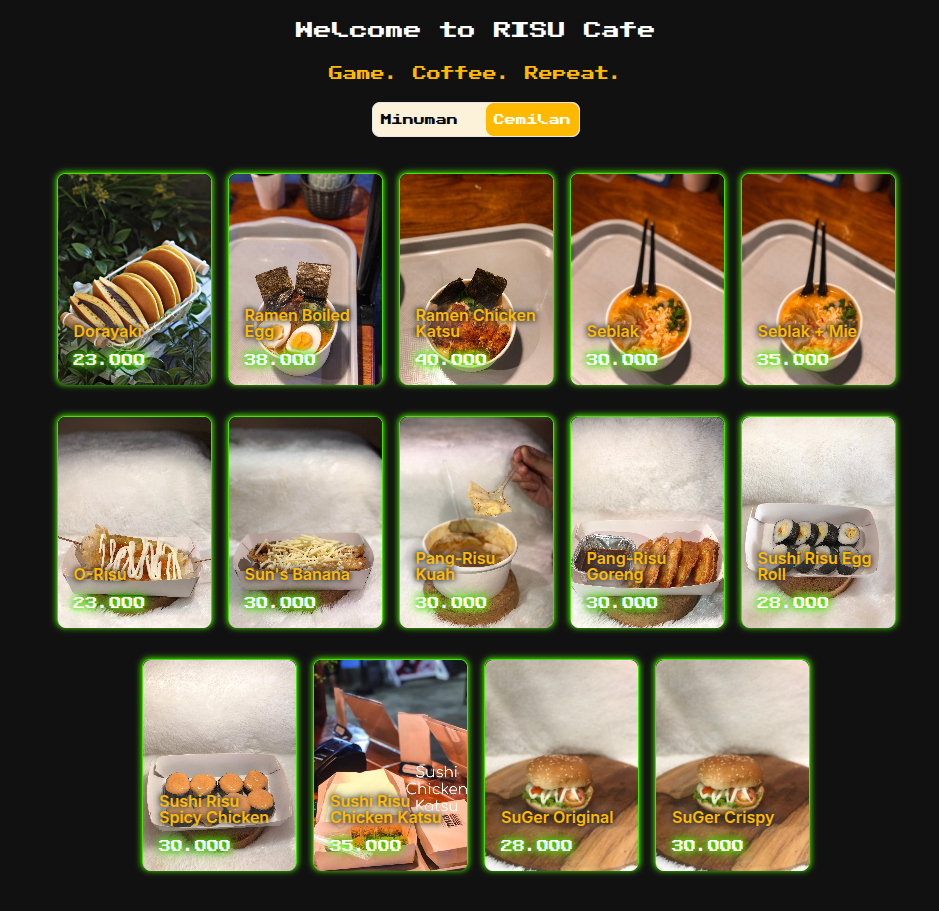 Welcome to RISU Cafe
Game. Coffee. Repeat.
Minuman Cemilan
Dorayaki
23.000
Ramen Boiled
Egg
38.000
Ramen Chicken
Katsu
40.000
Seblak
30.000
Seblak + Mie
35.000
O-Risu
23.000
Sun's Banana
30.000
Pang-Risu
Kuah
30.000
Pang-Risu
Goreng
30.000
Sushi Risu Egg
Roll
28.000
Sushi Risu
Spicy Chicken
30.000
Sushi
Chicken
Katsu
Sushi Risu
Chicken Katsu
35.000
SuGer Original
28.000
SuGer Crispy
30.000